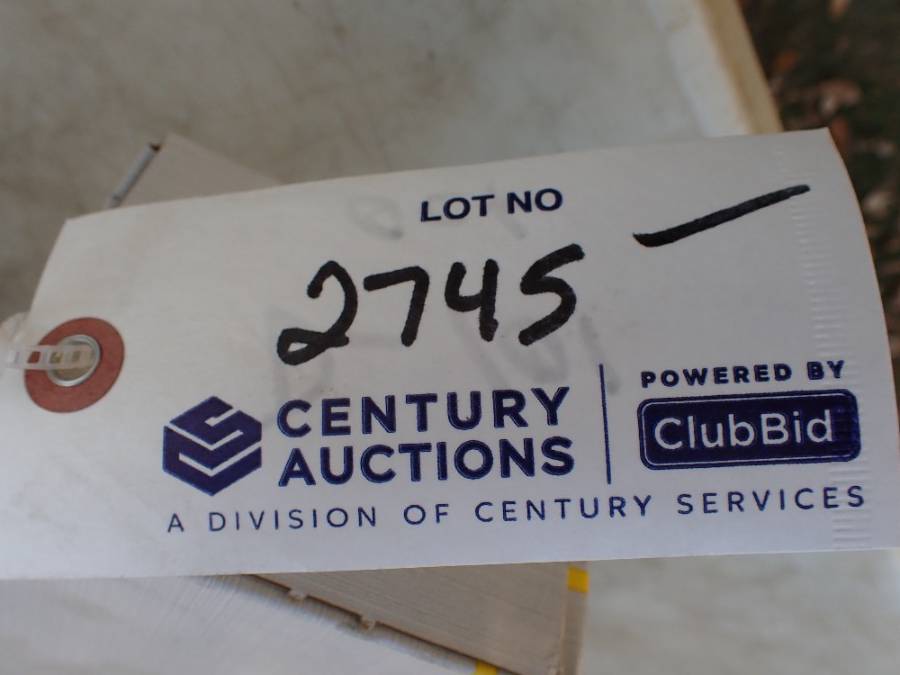 LOT NO
2745 —
CENTURY
AUCTIONS
A DIVISION OF CENTURY SERVICES
POWERED BY
ClubBid